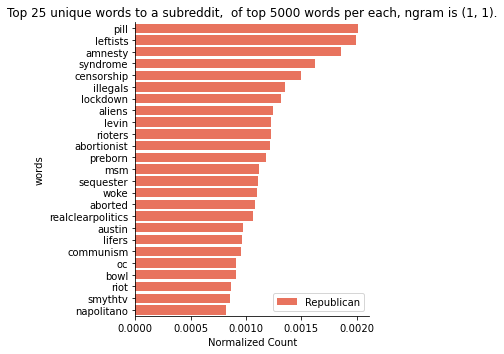 Top 25 unique words to a subreddit,  of top 5000 words per each, ngram is (1, 1).
pill
leftists
amnesty
syndrome
censorship
illegals
lockdown
aliens
levin
rioters
abortionist
preborn
msm
sequester
woke
aborted
realclearpolitics
austin
lifers
communism
oc
bowl
riot
smythtv
napolitano
words
Republican
0.0000 0.0005 0.0010 0.0015 0.0020
Normalized Count